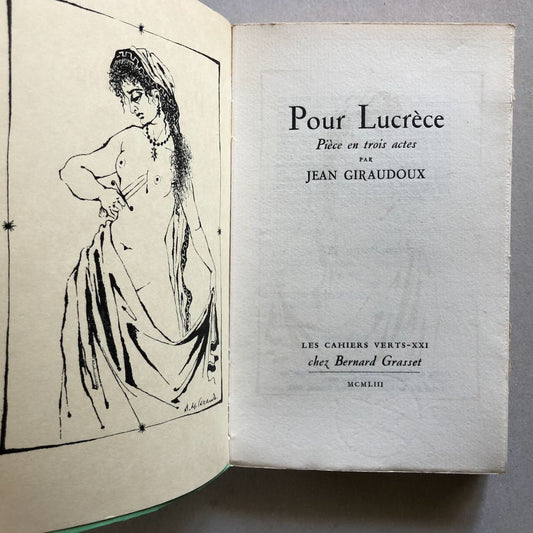 Pour Lucrèce
Pièce en trois actes
PAR
JEAN GIRAUDOUX
LES CAHIERS VERTS-XXI
chez Bernard Grasset
MCMLIII